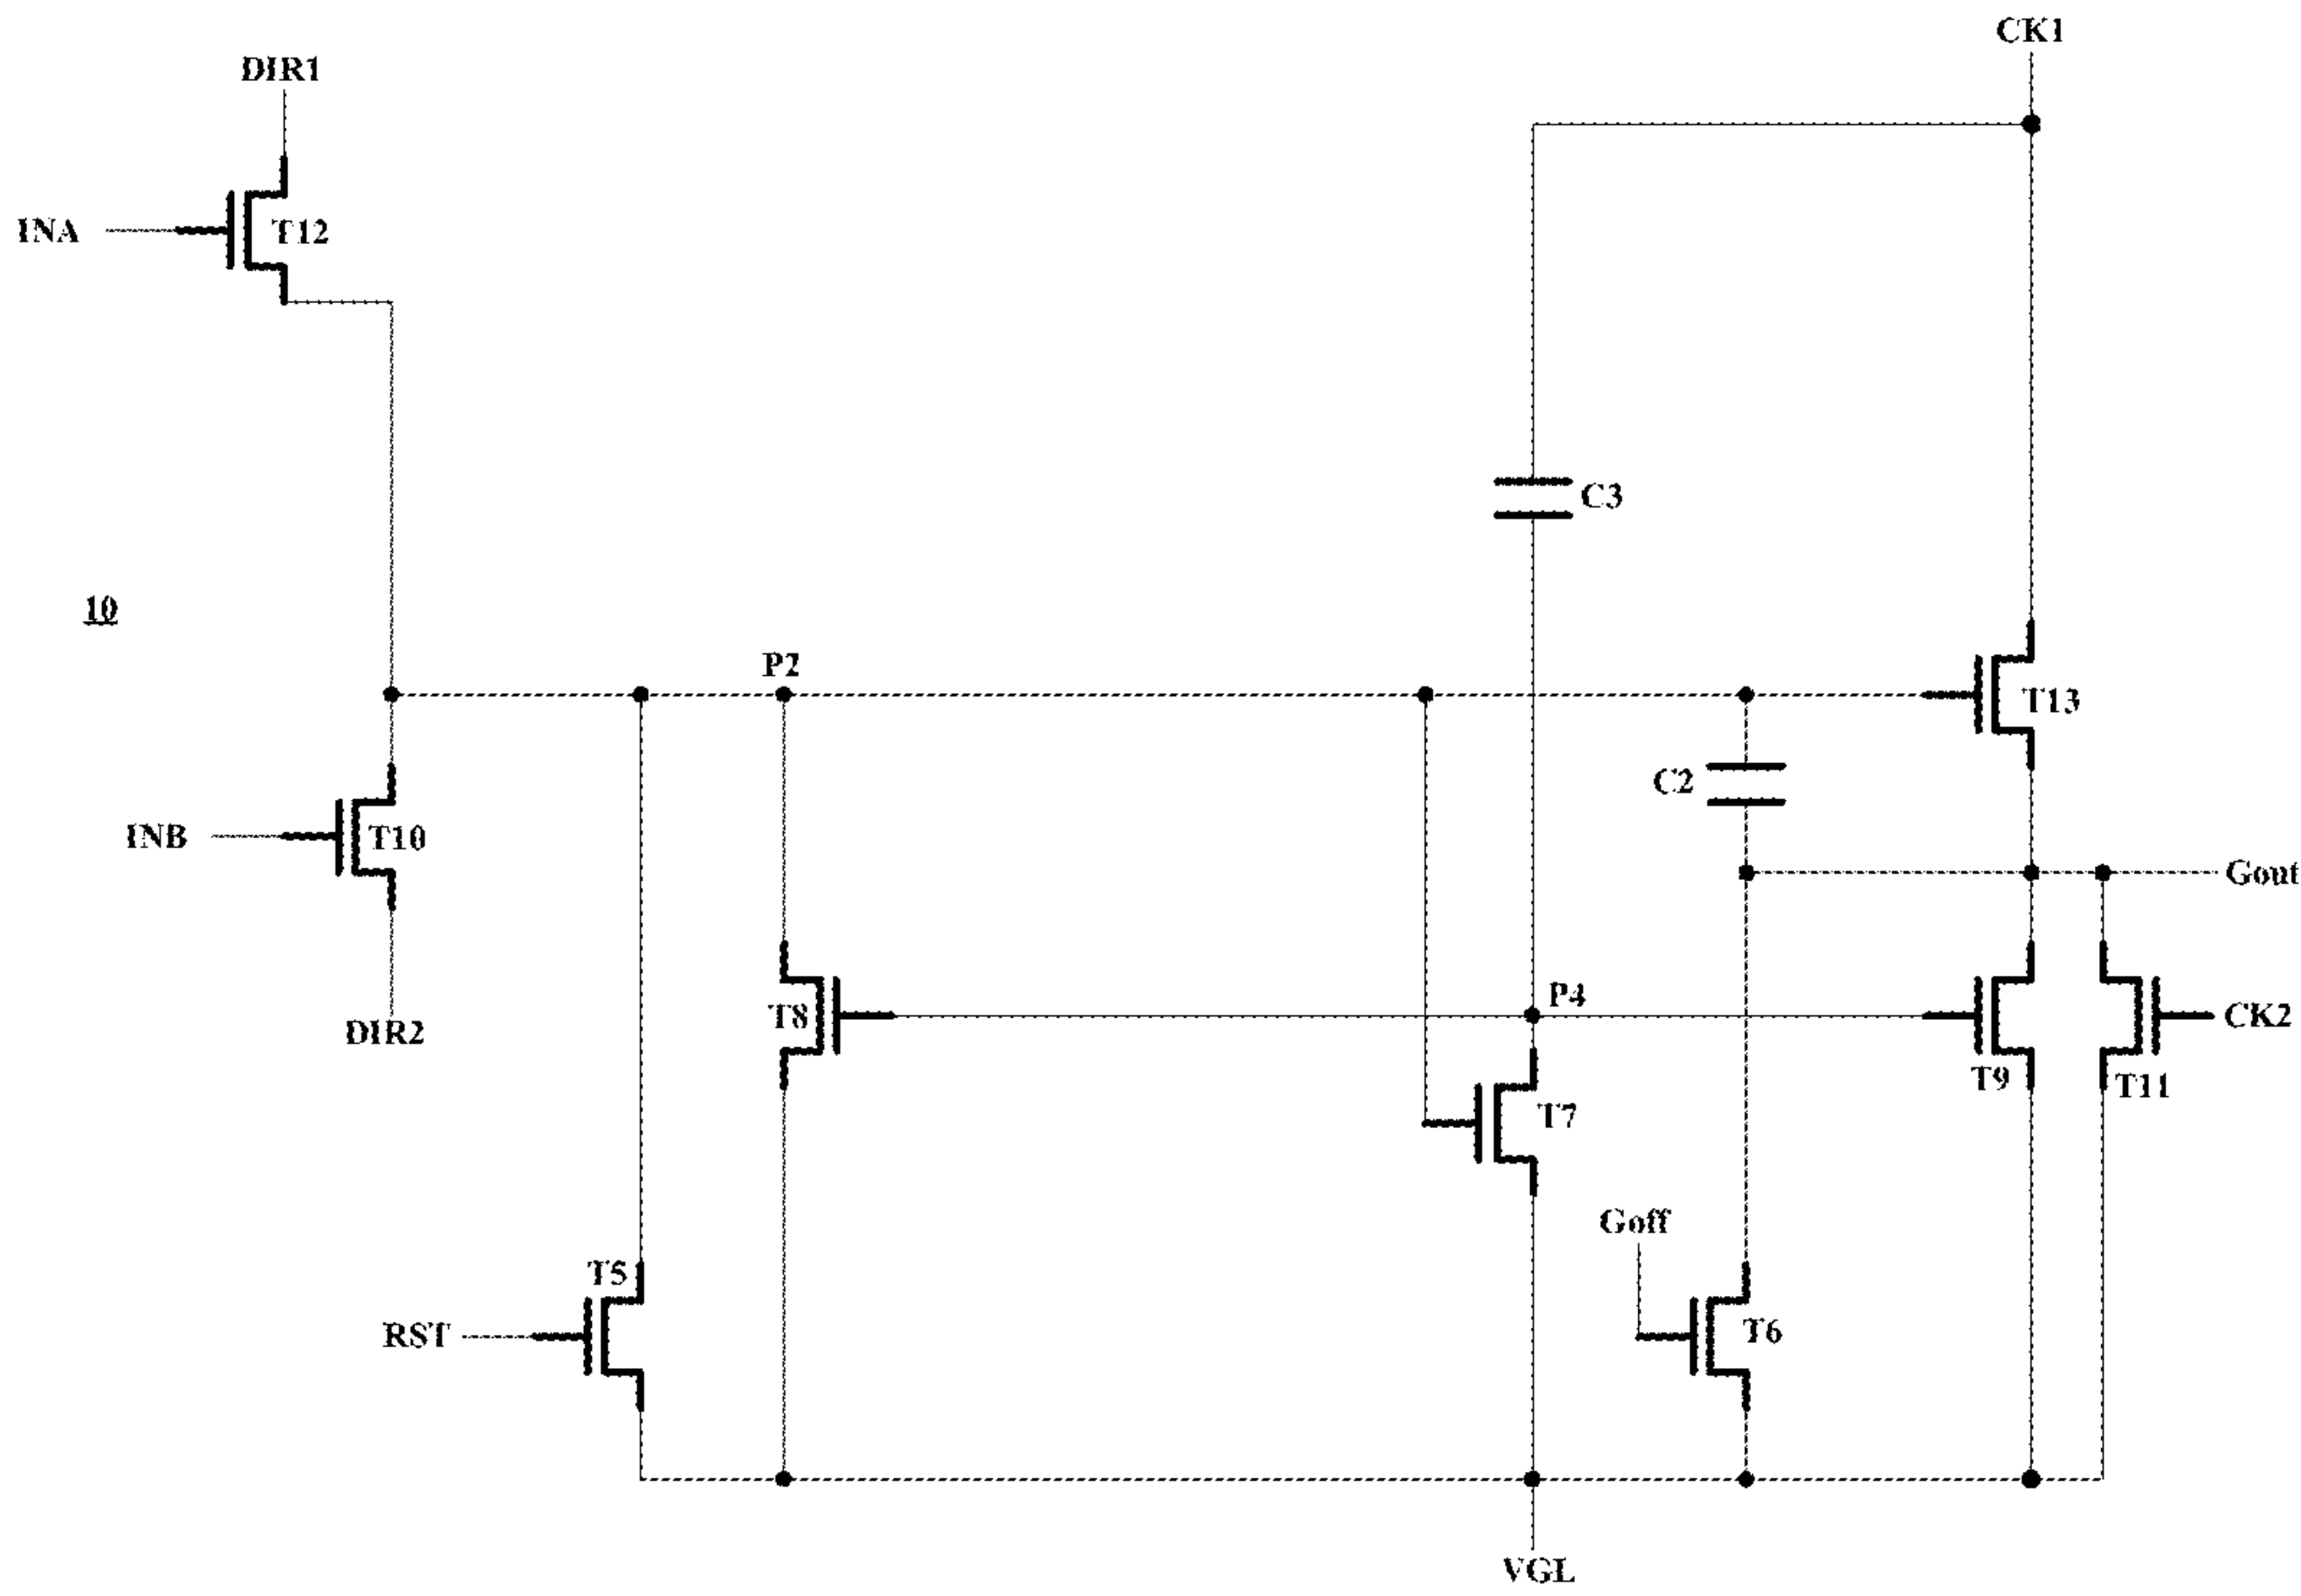 CK1
DIR1
INA
T12
C3
10
P2
T13
C2
INB
T10
Gout
P4
T8
CK2
DIR2
T9
T11
T7
Goff
T5
RST
T6
VGL